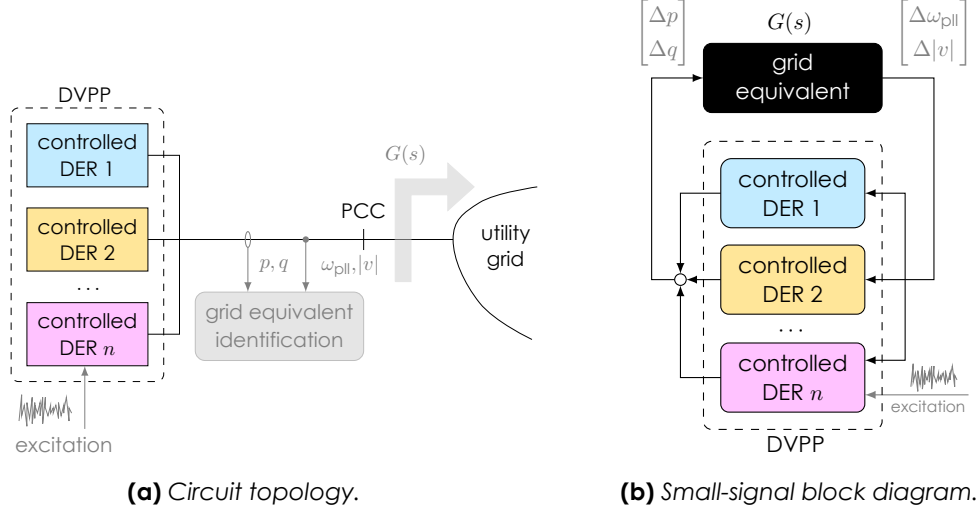 DVPP
controlled
DER 1
controlled
DER 2
...
controlled
DER n
excitation
p, q
ω_pll, |v|
grid equivalent
identification
PCC
G(s)
utility
grid
(a) Circuit topology.
[Δp
Δq]
G(s)
[Δω_pll
Δ|v|]
grid
equivalent
controlled
DER 1
controlled
DER 2
...
controlled
DER n
excitation
DVPP
(b) Small-signal block diagram.